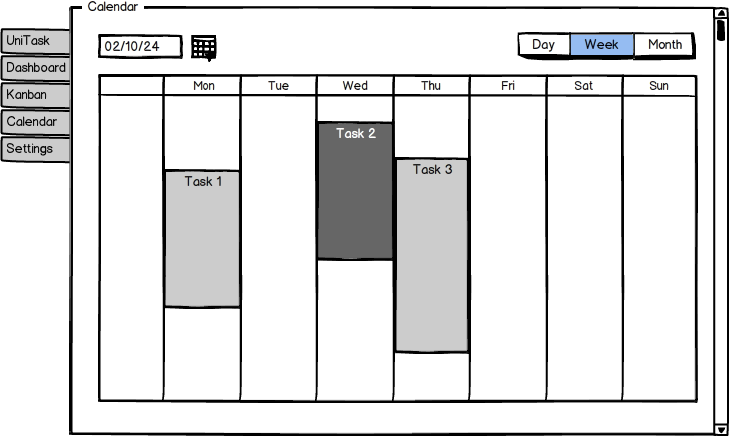 Calendar
UniTask
Dashboard
Kanban
Calendar
Settings
02/10/24
Day Week Month
Mon Tue Wed Thu Fri Sat Sun
Task 1
Task 2
Task 3